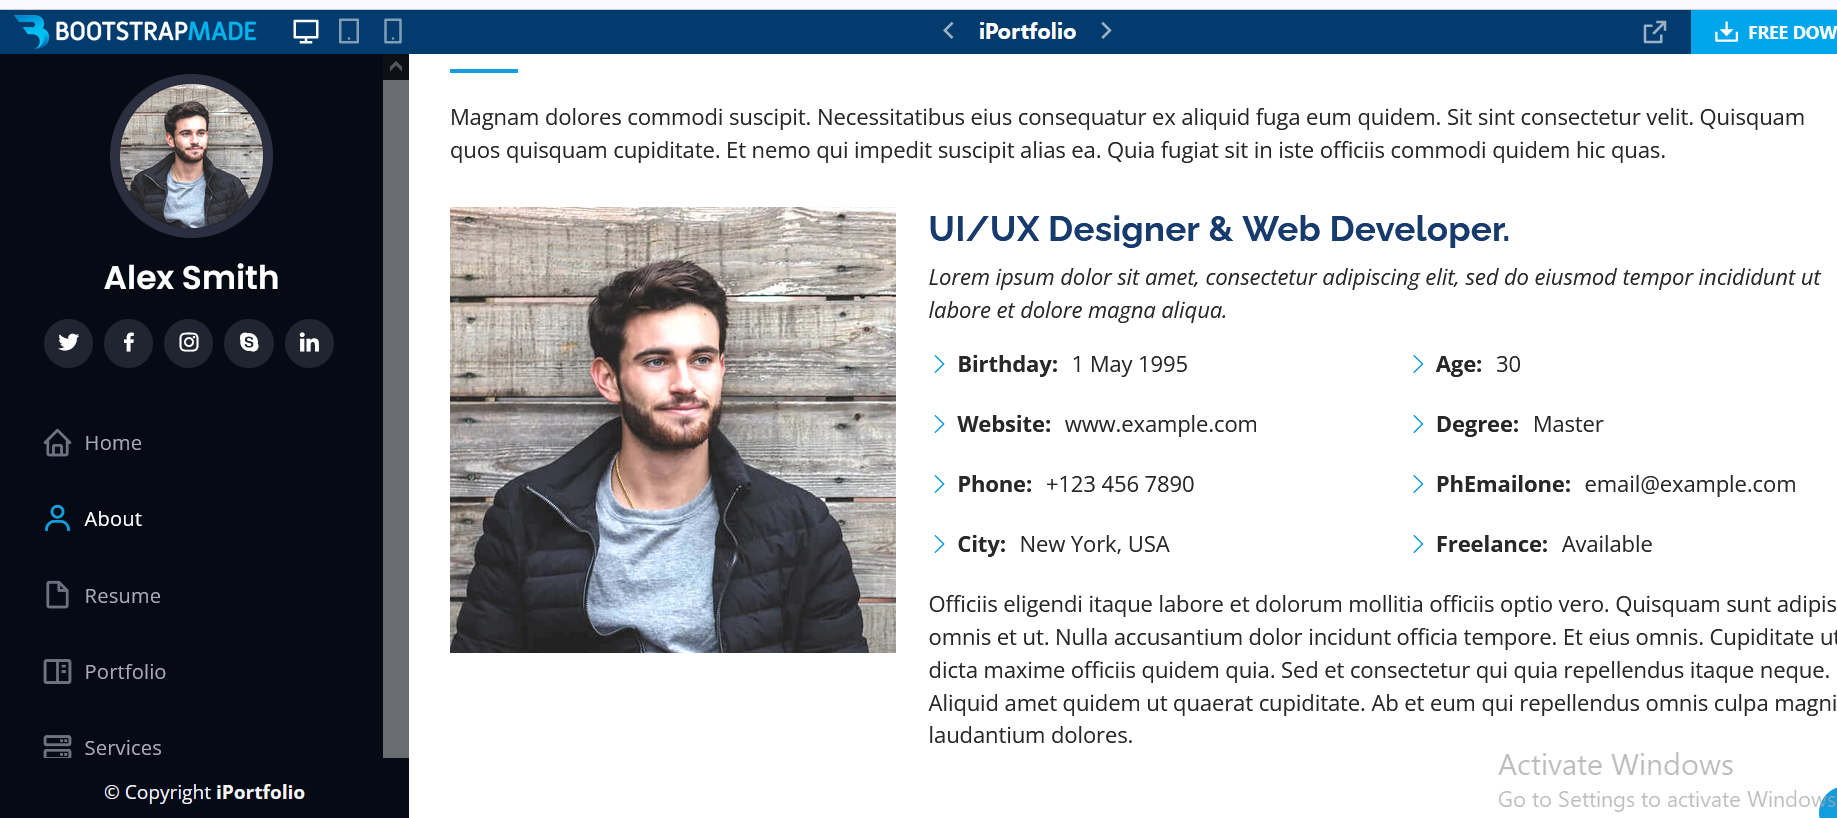 BOOTSTRAPMADE
iPortfolio
FREE DOW
Alex Smith
Home
About
Resume
Portfolio
Services
© Copyright iPortfolio
Magnam dolores commodi suscipit. Necessitatibus eius consequatur ex aliquid fuga eum quidem. Sit sint consectetur velit. Quisquam
quos quisquam cupiditate. Et nemo qui impedit suscipit alias ea. Quia fugiat sit in iste officiis commodi quidem hic quas.
UI/UX Designer & Web Developer.
Lorem ipsum dolor sit amet, consectetur adipiscing elit, sed do eiusmod tempor incididunt ut
labore et dolore magna aliqua.
Birthday: 1 May 1995
Age: 30
Website: www.example.com
Degree: Master
Phone: +123 456 7890
PhEmailone: email@example.com
City: New York, USA
Freelance: Available
Officiis eligendi itaque labore et dolorum mollitia officiis optio vero. Quisquam sunt adipis
omnis et ut. Nulla accusantium dolor incidunt officia tempore. Et eius omnis. Cupiditate ut
dicta maxime officiis quidem quia. Sed et consectetur qui quia repellendus itaque neque.
Aliquid amet quidem ut quaerat cupiditate. Ab et eum qui repellendus omnis culpa magni
laudantium dolores.
Activate Windows
Go to Settings to activate Windows